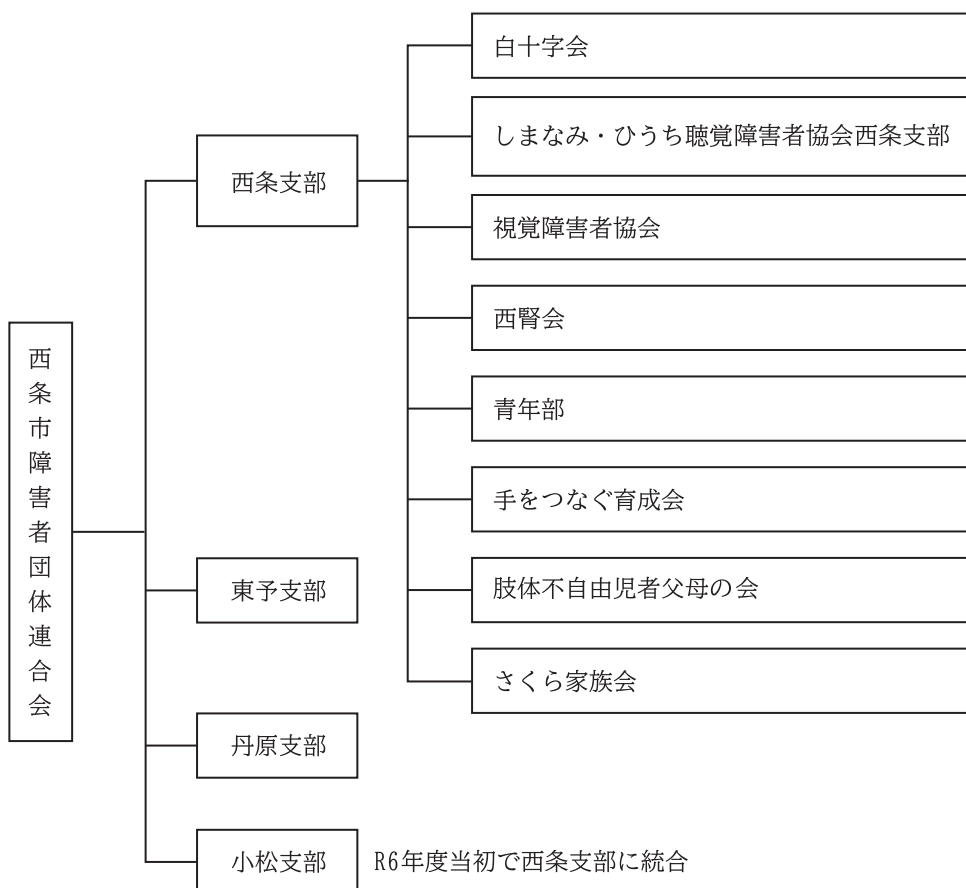 西条市障害者団体連合会
西条支部
白十字会
しまなみ・ひうち聴覚障害者協会西条支部
視覚障害者協会
西腎会
青年部
手をつなぐ育成会
肢体不自由児者父母の会
さくら家族会
東予支部
丹原支部
小松支部 R6年度当初で西条支部に統合